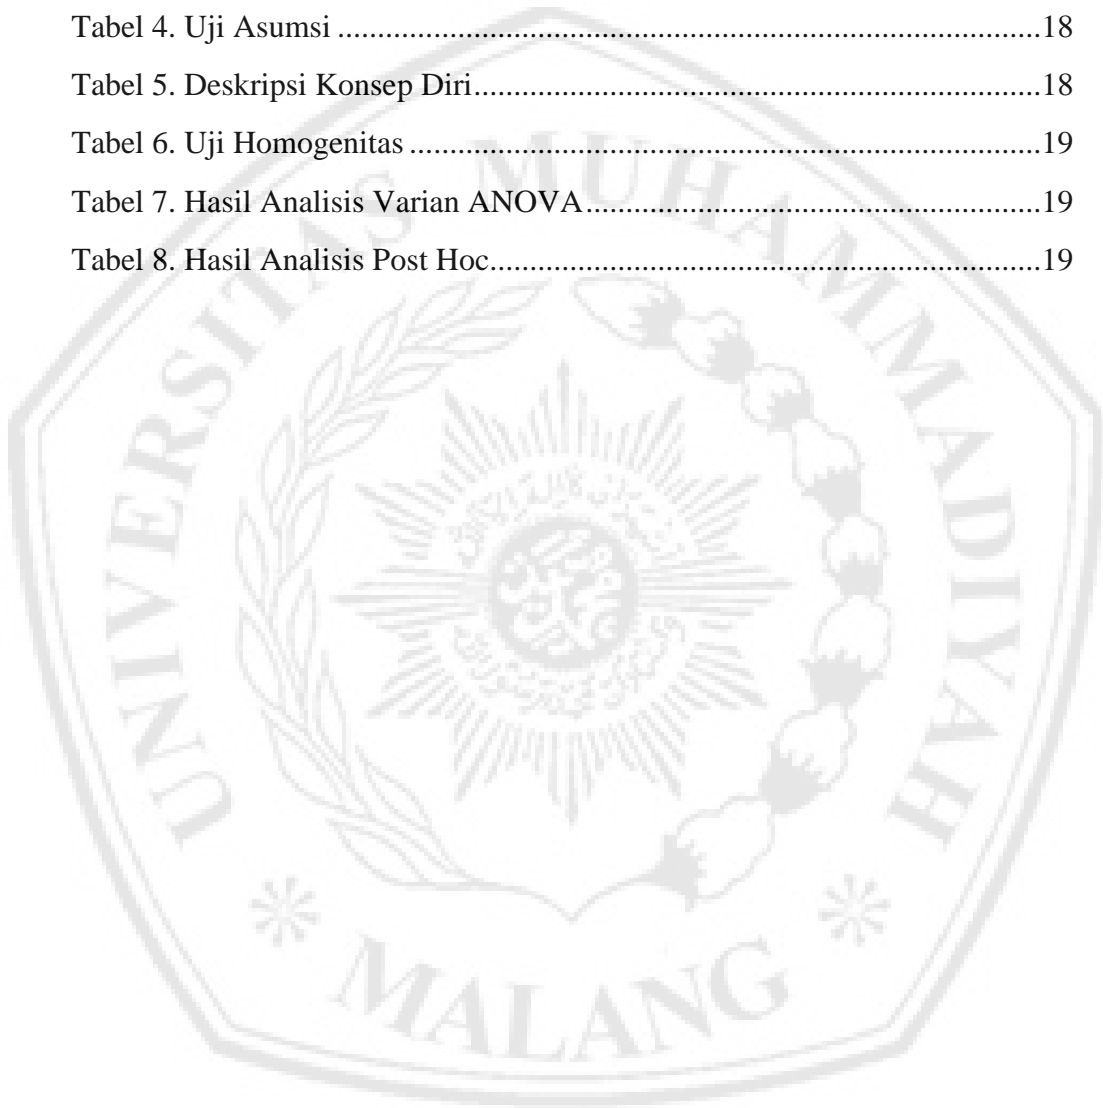 Tabel 4. Uji Asumsi ........................................................................................18
Tabel 5. Deskripsi Konsep Diri.......................................................................18
Tabel 6. Uji Homogenitas ...............................................................................19
Tabel 7. Hasil Analisis Varian ANOVA.........................................................19
Tabel 8. Hasil Analisis Post Hoc.....................................................................19
UNIVERSITAS MUHAMMADIYAH
MALANG